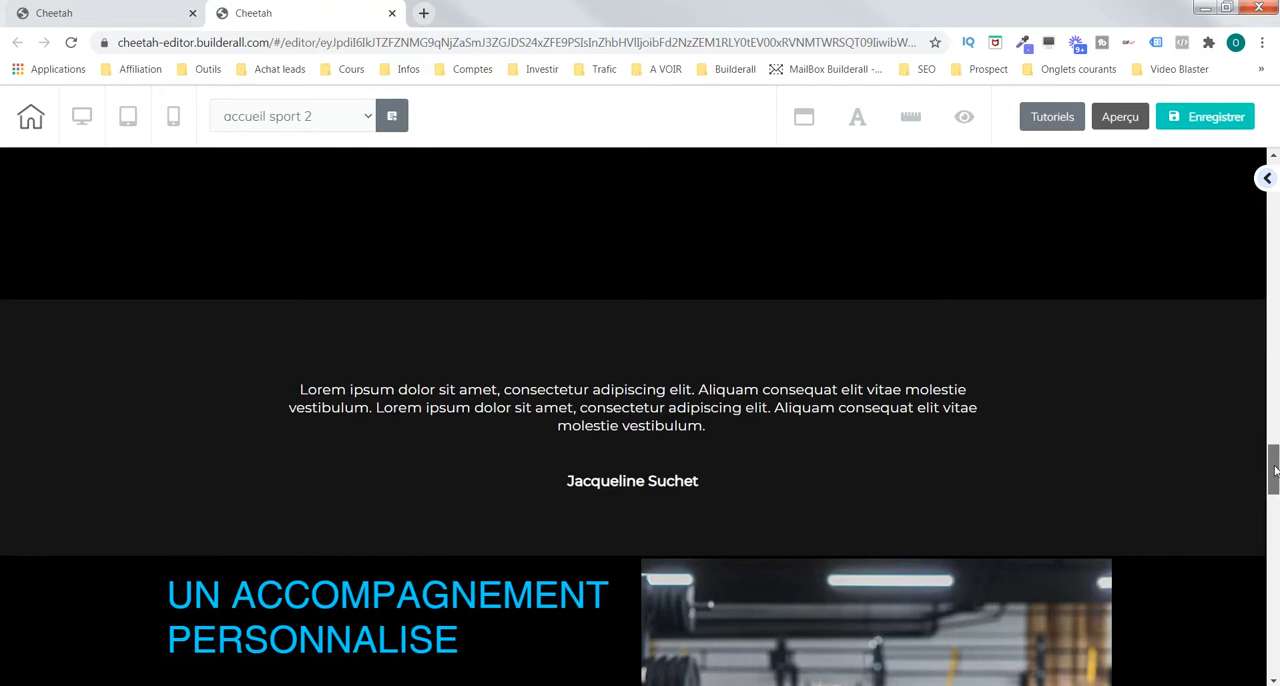 Cheetah
Cheetah
cheetah-editor.builderall.com/#/editor/eyJpdiI6IkJTZFZNMG9qNjZaSmJ3ZGtDS24xZFE9PSIsInZhbHVlIjoibFd2NzZEM1RLY0tEV00xRVNMTWRSQT09IiwibW...
IQ
9+
O
Applications
Affiliation
Outils
Achat leads
Cours
Infos
Comptes
Investir
Trafic
A VOIR
Builderall
MailBox Builderall -...
SEO
Prospect
Onglets courants
Video Blaster
»
accueil sport 2
A
Tutoriels
Aperçu
Enregistrer
Lorem ipsum dolor sit amet, consectetur adipiscing elit. Aliquam consequat elit vitae molestie
vestibulum. Lorem ipsum dolor sit amet, consectetur adipiscing elit. Aliquam consequat elit vitae
molestie vestibulum.
Jacqueline Suchet
UN ACCOMPAGNEMENT
PERSONNALISE